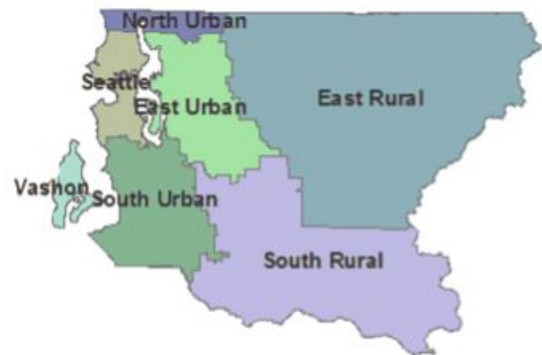 North Urban
Seattle
East Urban
East Rural
Vashon
South Urban
South Rural